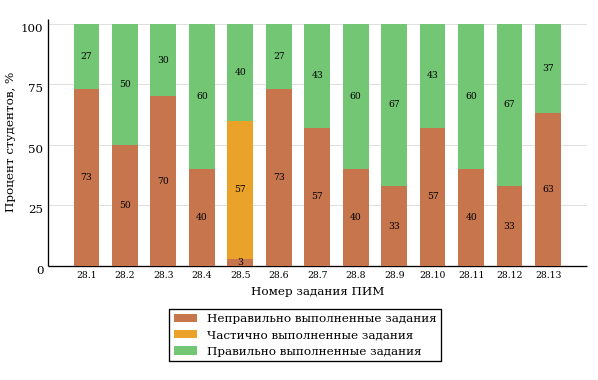 Процент студентов, %
100
75
50
25
0
27 50 30 60 40 27 43 60 67 43 60 67 37
73 50 70 40 57 73 57 40 33 57 40 33 63
3
28.1 28.2 28.3 28.4 28.5 28.6 28.7 28.8 28.9 28.10 28.11 28.12 28.13
Номер задания ПИМ
Неправильно выполненные задания
Частично выполненные задания
Правильно выполненные задания